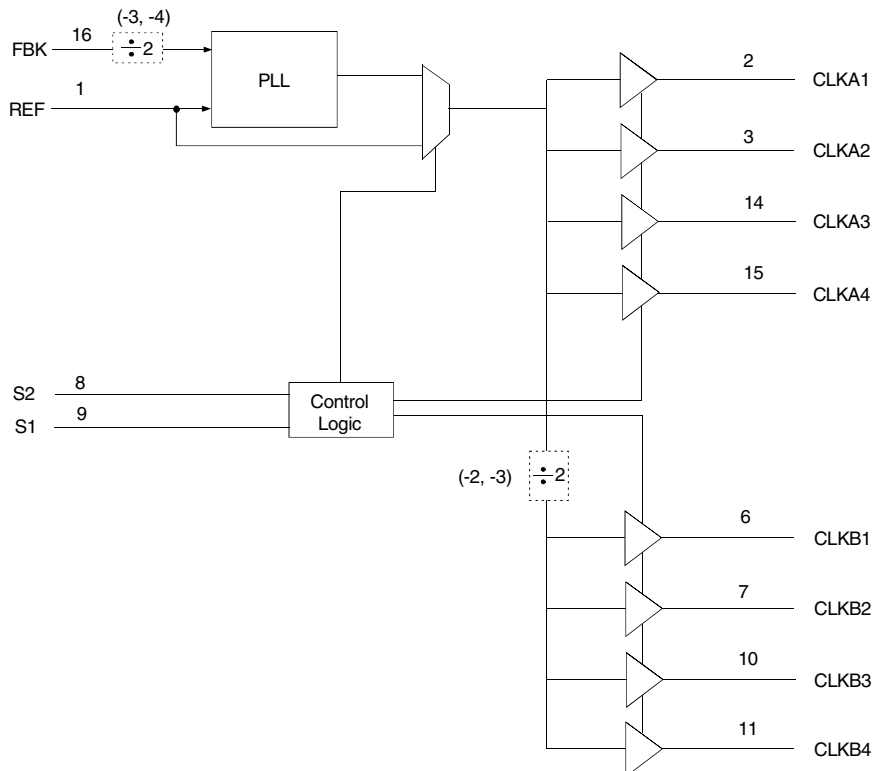 (-3, -4)
FBK 16 ÷2
PLL
REF 1
2 CLKA1
3 CLKA2
14 CLKA3
15 CLKA4
S2 8
S1 9
Control
Logic
(-2, -3) ÷2
6 CLKB1
7 CLKB2
10 CLKB3
11 CLKB4